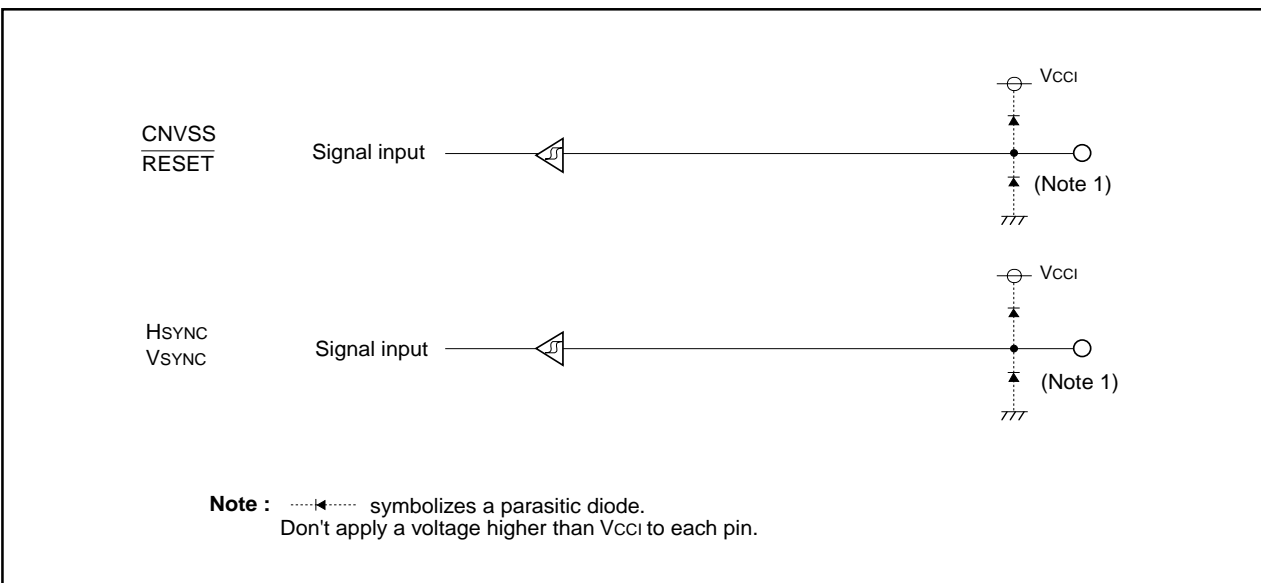 VCCI
CNVSS
RESET
Signal input
(Note 1)
VCCI
HSYNC
VSYNC
Signal input
(Note 1)
Note : symbolizes a parasitic diode.
Don't apply a voltage higher than VCCI to each pin.